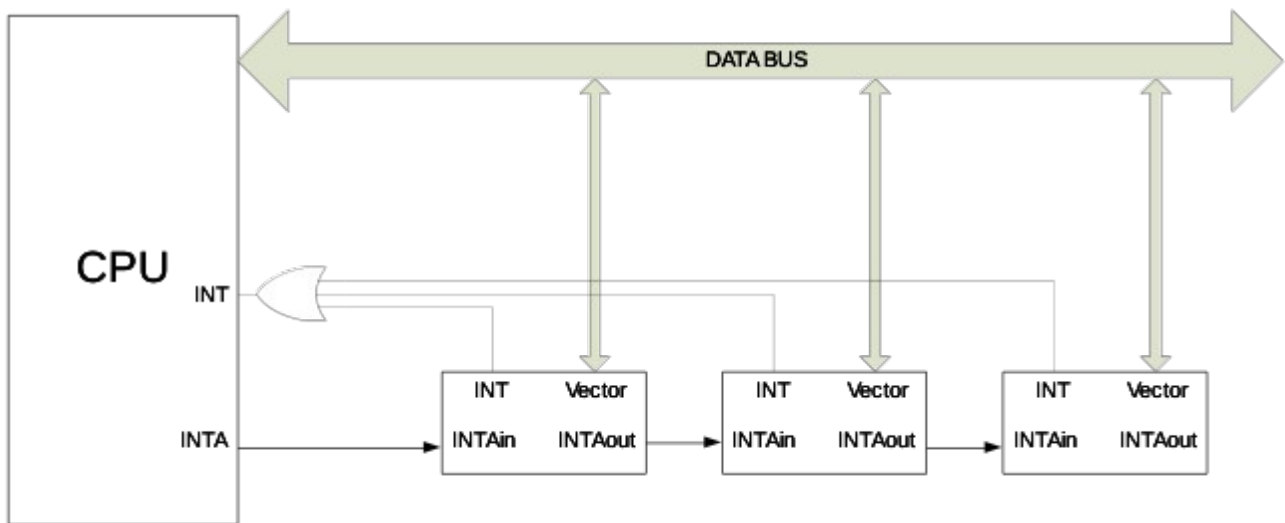 DATA BUS
CPU
INT
INT Vector
INT Vector
INT Vector
INTA
INTAin INTAout
INTAin INTAout
INTAin INTAout